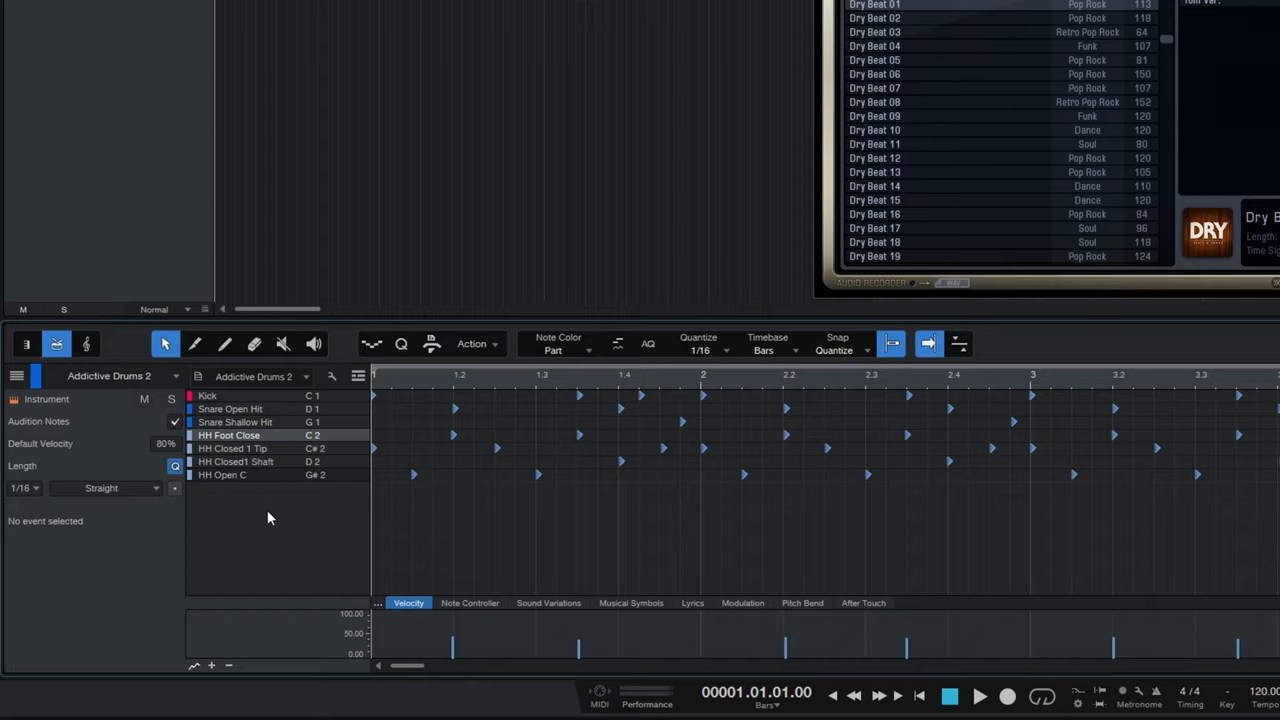 Dry Beat 01 Pop Rock 113
Dry Beat 02 Pop Rock 118
Dry Beat 03 Retro Pop Rock 64
Dry Beat 04 Funk 107
Dry Beat 05 Pop Rock 81
Dry Beat 06 Pop Rock 150
Dry Beat 07 Pop Rock 107
Dry Beat 08 Retro Pop Rock 152
Dry Beat 09 Funk 120
Dry Beat 10 Dance 120
Dry Beat 11 Soul 80
Dry Beat 12 Pop Rock 120
Dry Beat 13 Pop Rock 105
Dry Beat 14 Dance 110
Dry Beat 15 Dance 120
Dry Beat 16 Pop Rock 84
Dry Beat 17 Soul 96
Dry Beat 18 Soul 118
Dry Beat 19 Pop Rock 124
Tom Var.
DRY
Dry B
Length:
Time Si
AUDIO RECORDER WAV
M S Normal
Action
Note Color
Part
AQ
Quantize
1/16
Timebase
Bars
Snap
Quantize
Addictive Drums 2
Addictive Drums 2
1 1.2 1.3 1.4 2 2.2 2.3 2.4 3 3.2 3.3
Instrument M S
Audition Notes
Default Velocity 80%
Length Q
1/16 Straight
No event selected
Kick C 1
Snare Open Hit D 1
Snare Shallow Hit G 1
HH Foot Close C 2
HH Closed 1 Tip C# 2
HH Closed1 Shaft D 2
HH Open C G# 2
... Velocity Note Controller Sound Variations Musical Symbols Lyrics Modulation Pitch Bend After Touch
100.00
50.00
0.00
MIDI
Performance
00001.01.01.00
Bars
Metronome
4 / 4
Timing
-
Key
120.00
Tempo